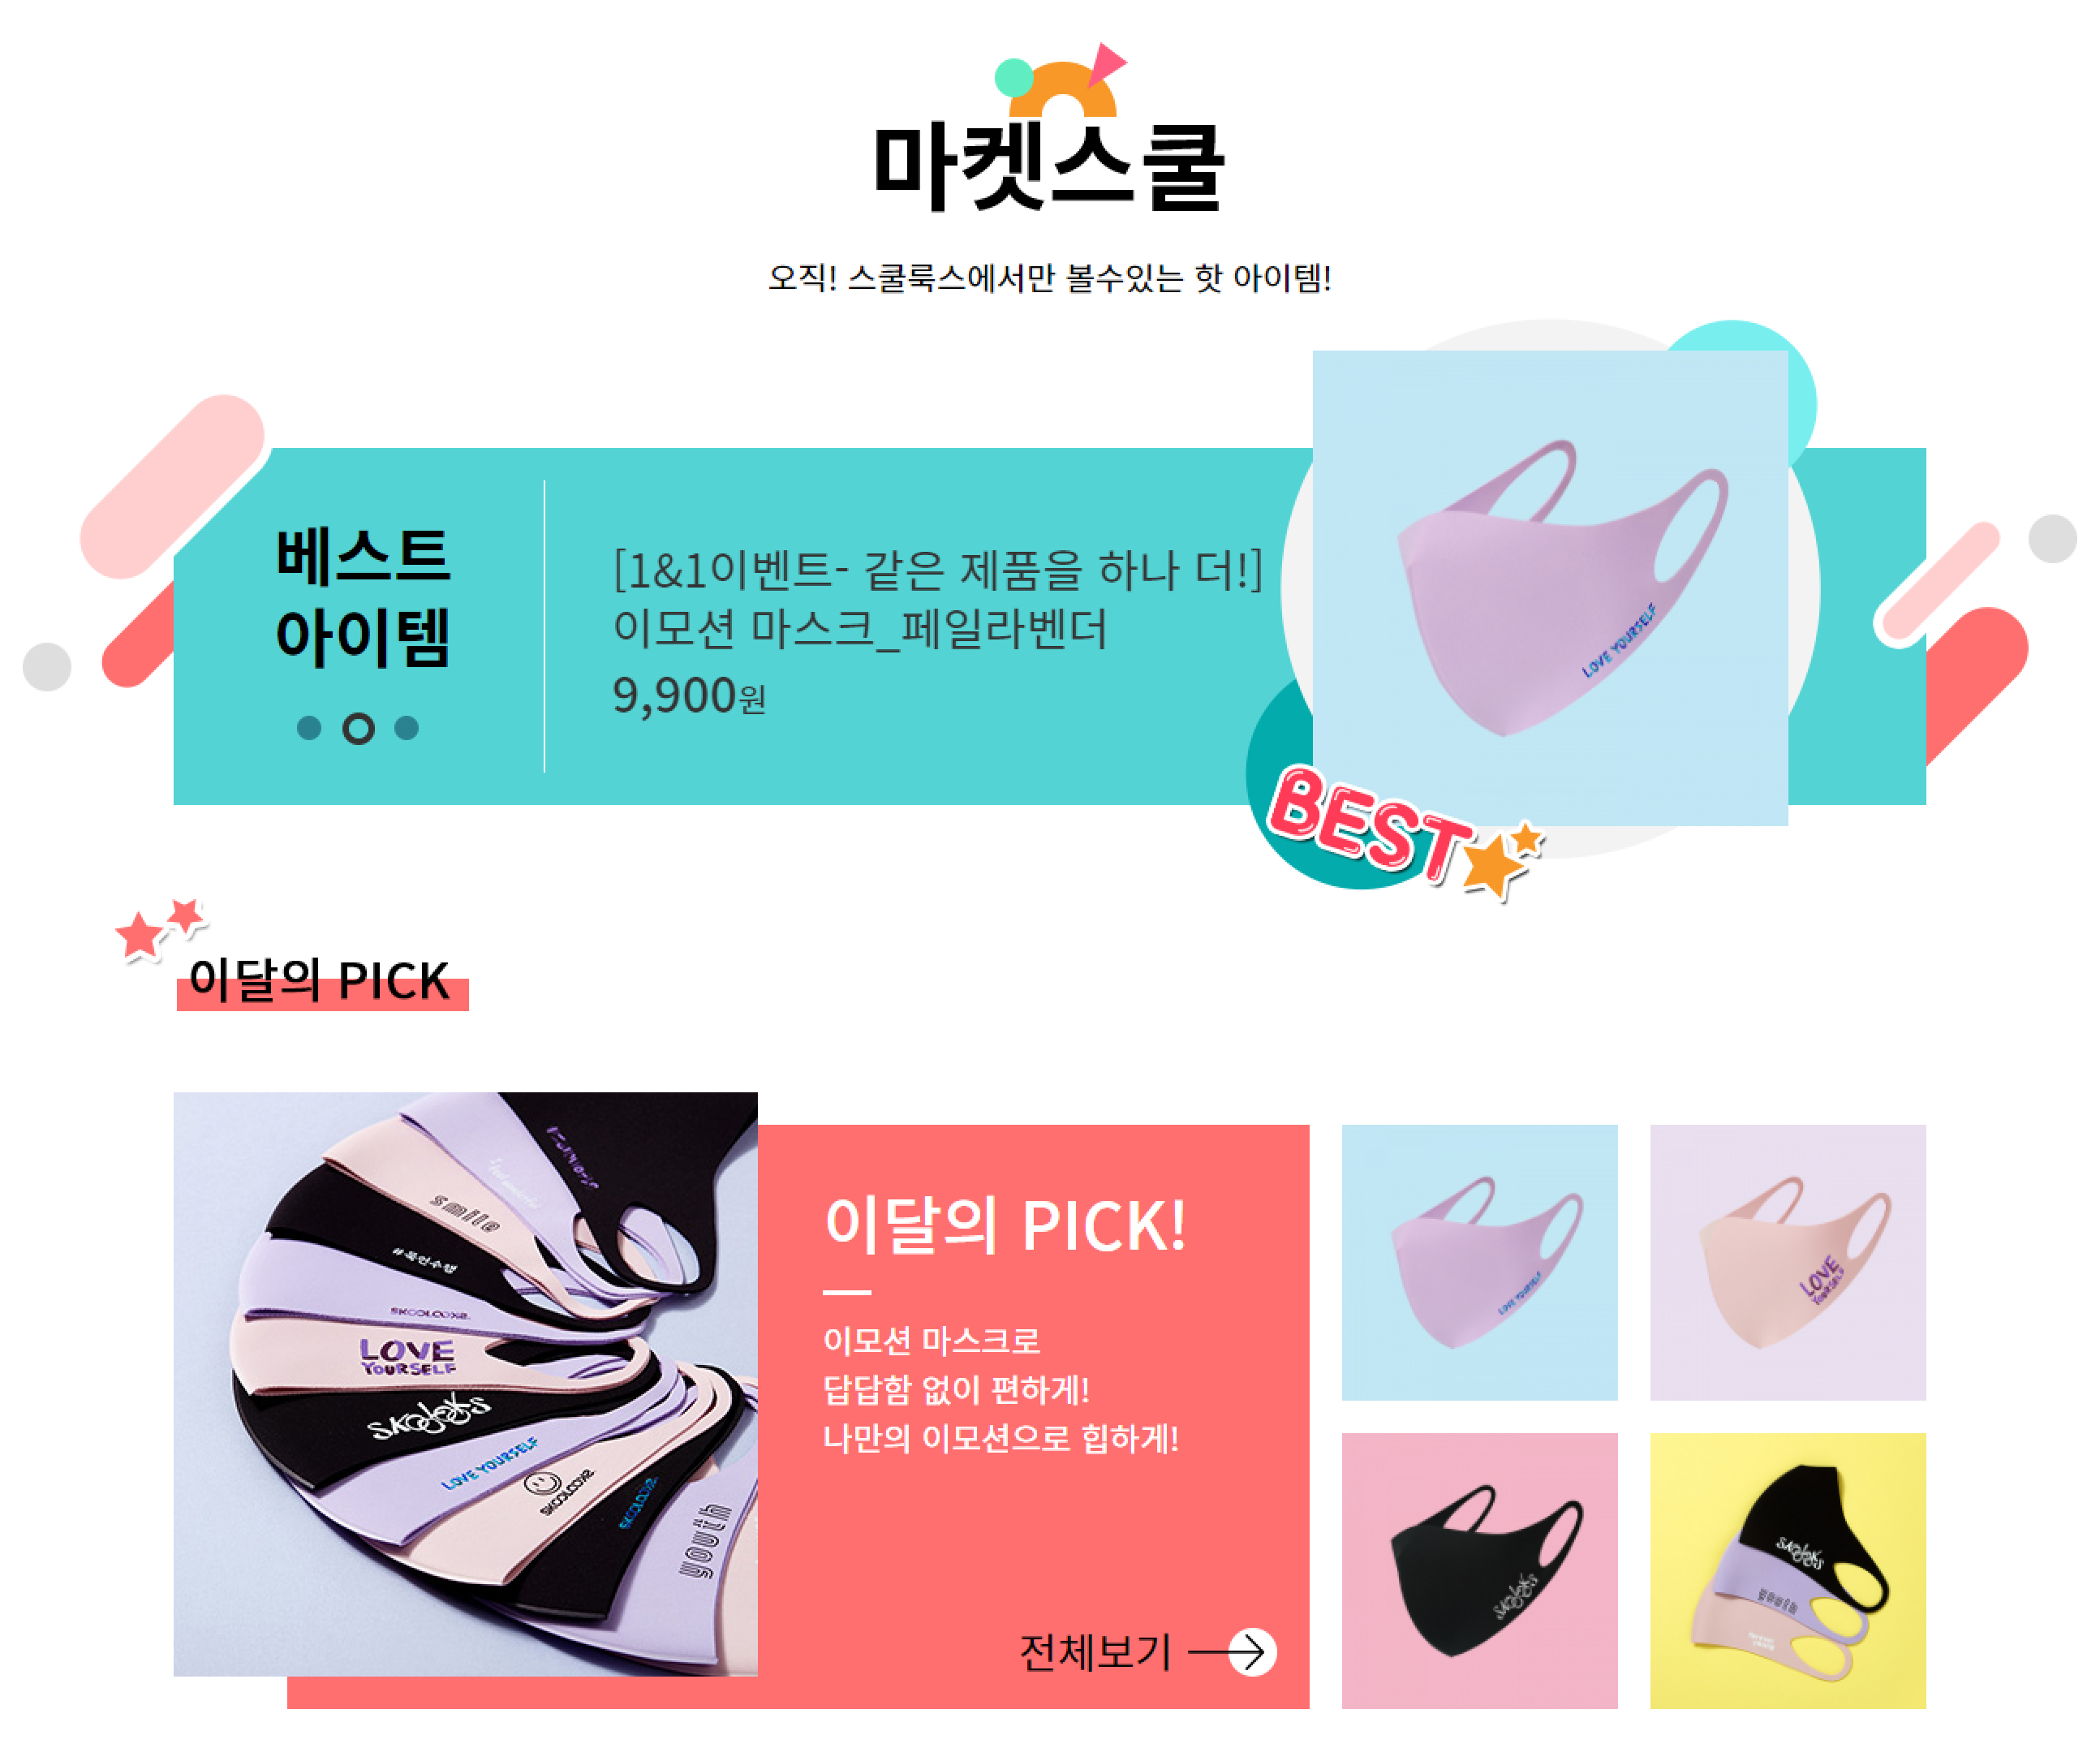 마켓스쿨
오직! 스쿨룩스에서만 볼수있는 핫 아이템!
베스트
아이템
[1&1이벤트- 같은 제품을 하나 더!]
이모션 마스크_페일라벤더
9,900원
LOVE YOURSELF
BEST
이달의 PICK
smile
#묵언수행
SKOOLOOKS.
LOVE
YOURSELF
SKOOLOOKS
LOVE YOURSELF
SKOOLOOKS.
SKOOLOOKS.
youth
이달의 PICK!
이모션 마스크로
답답함 없이 편하게!
나만의 이모션으로 힙하게!
전체보기
LOVE YOURSELF
LOVE
YOURSELF
SKOOLOOKS
SKOOLOOKS